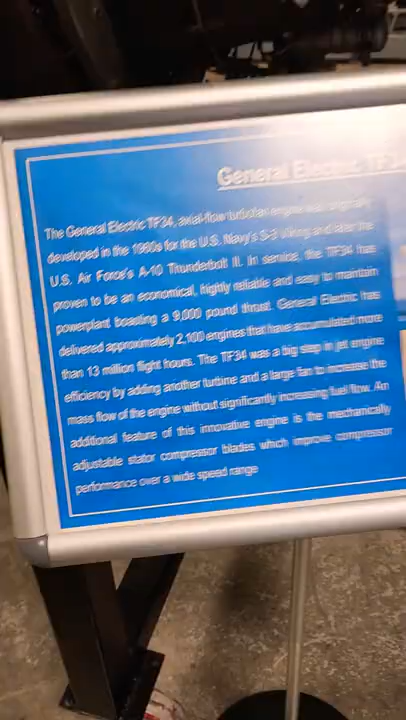 General Electric TF34
The General Electric TF34, axial-flow turbofan engine was originally
developed in the 1960s for the U.S. Navy's S-3 Viking and later the
U.S. Air Force's A-10 Thunderbolt II. In service, the TF34 has
proven to be an economical, highly reliable and easy to maintain
powerplant boasting a 9,000 pound thrust. General Electric has
delivered approximately 2,100 engines that have accumulated more
than 13 million flight hours. The TF34 was a big step in jet engine
efficiency by adding another turbine and a large fan to increase the
mass flow of the engine without significantly increasing fuel flow. An
additional feature of this innovative engine is the mechanically
adjustable stator compressor blades which improve compressor
performance over a wide speed range